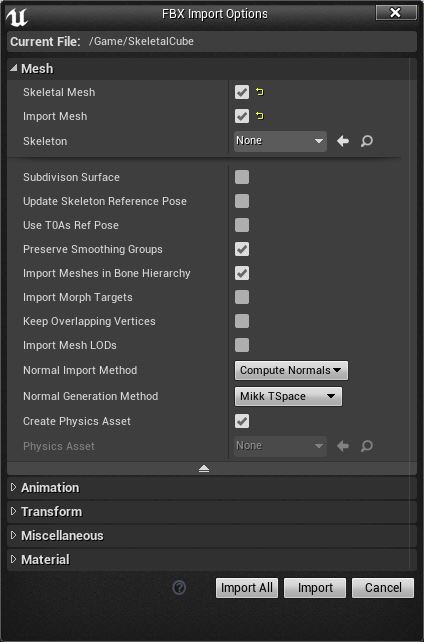 FBX Import Options
Current File: /Game/SkeletalCube
Mesh
Skeletal Mesh
Import Mesh
Skeleton None
Subdivison Surface
Update Skeleton Reference Pose
Use T0As Ref Pose
Preserve Smoothing Groups
Import Meshes in Bone Hierarchy
Import Morph Targets
Keep Overlapping Vertices
Import Mesh LODs
Normal Import Method Compute Normals
Normal Generation Method Mikk TSpace
Create Physics Asset
Physics Asset None
Animation
Transform
Miscellaneous
Material
Import All Import Cancel